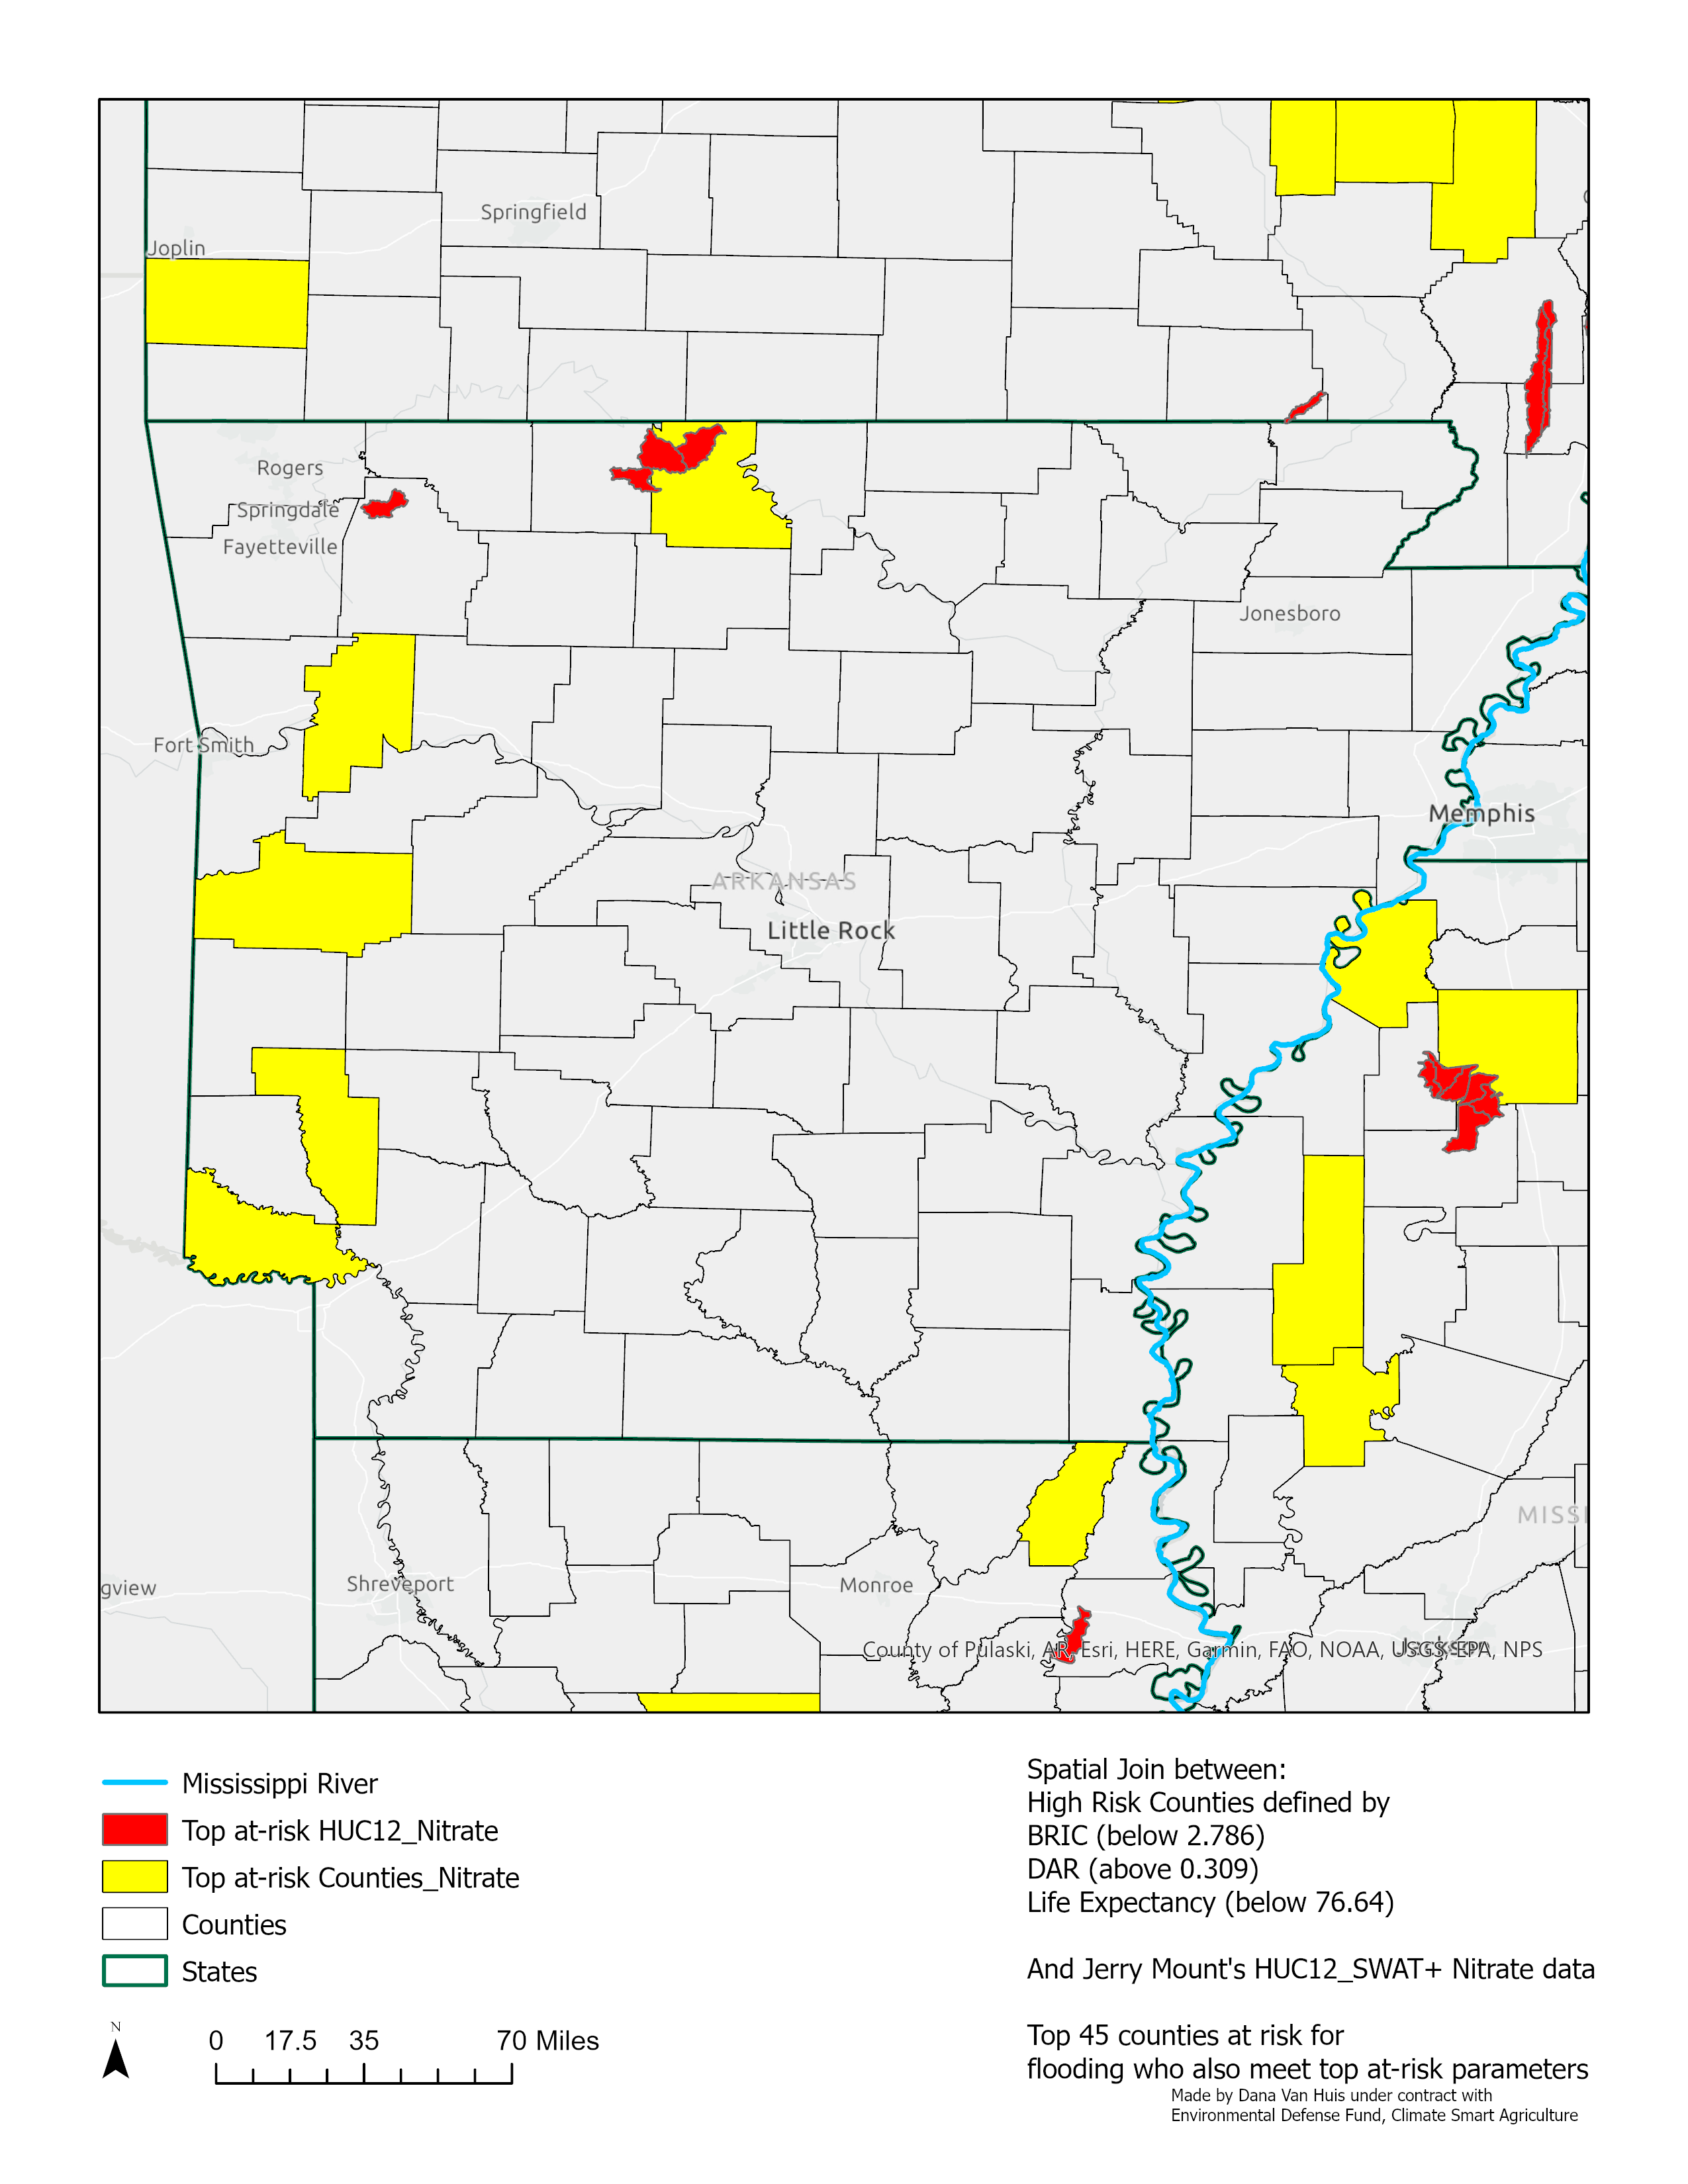 Springfield
Joplin
Rogers
Springdale
Fayetteville
Jonesboro
Fort Smith
Memphis
ARKANSAS
Little Rock
MISSI
gview
Shreveport
Monroe
County of Pulaski, AR, Esri, HERE, Garmin, FAO, NOAA, USGS, EPA, NPS
Mississippi River
Top at-risk HUC12_Nitrate
Top at-risk Counties_Nitrate
Counties
States
N
0 17.5 35 70 Miles
Spatial Join between:
High Risk Counties defined by
BRIC (below 2.786)
DAR (above 0.309)
Life Expectancy (below 76.64)
And Jerry Mount's HUC12_SWAT+ Nitrate data
Top 45 counties at risk for
flooding who also meet top at-risk parameters
Made by Dana Van Huis under contract with
Environmental Defense Fund, Climate Smart Agriculture